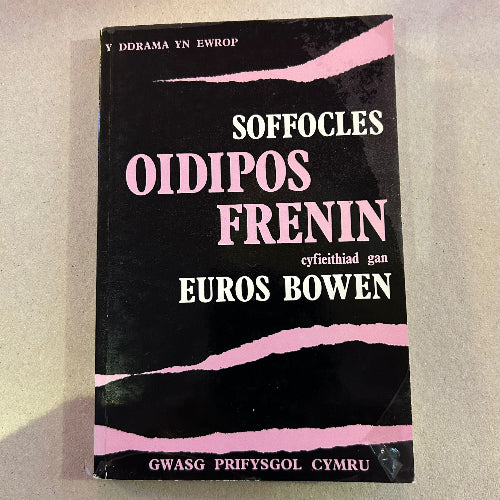 Y DDRAMA YN EWROP
SOFFOCLES
OIDIPOS
FRENIN
cyfieithiad gan
EUROS BOWEN
GWASG PRIFYSGOL CYMRU